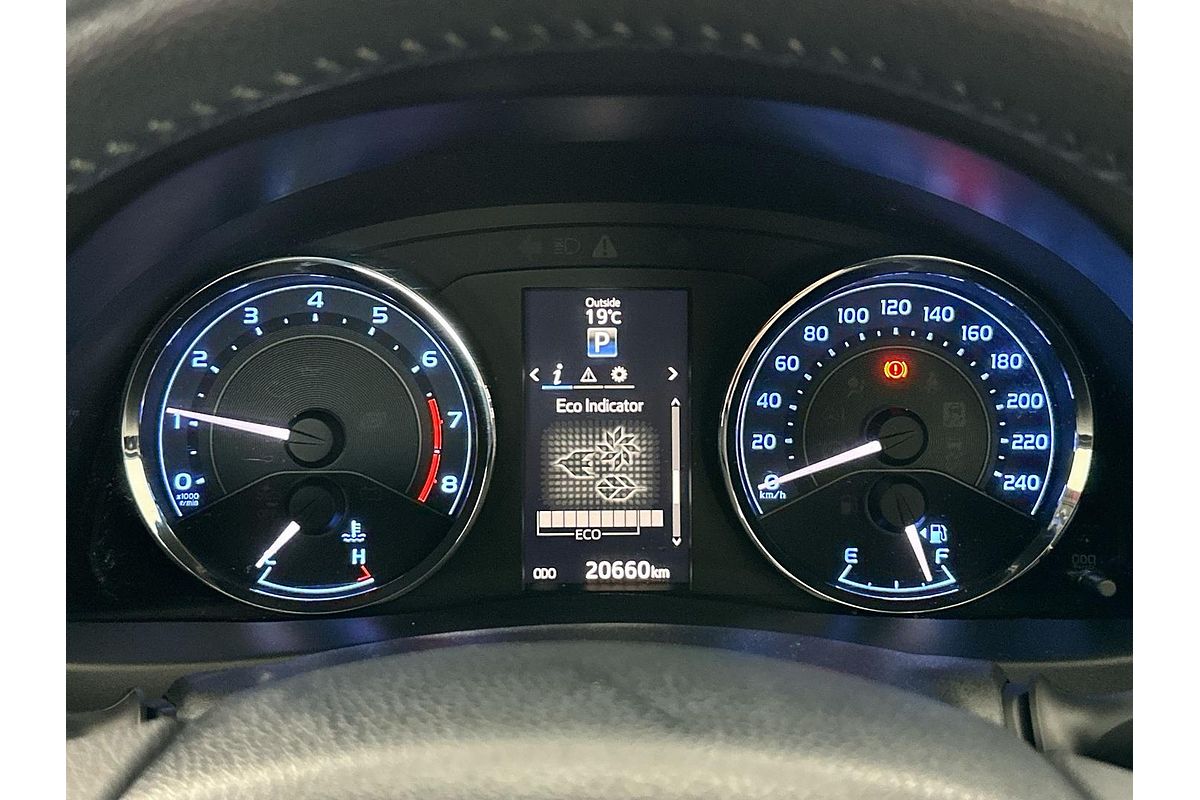 0
1
2
3
4
5
6
7
8
x1000
r/min
C
H
Outside
19°C
P
i
Eco Indicator
ECO
ODO 20660km
0
20
40
60
80
100
120
140
160
180
200
220
240
km/h
E
F
ODO